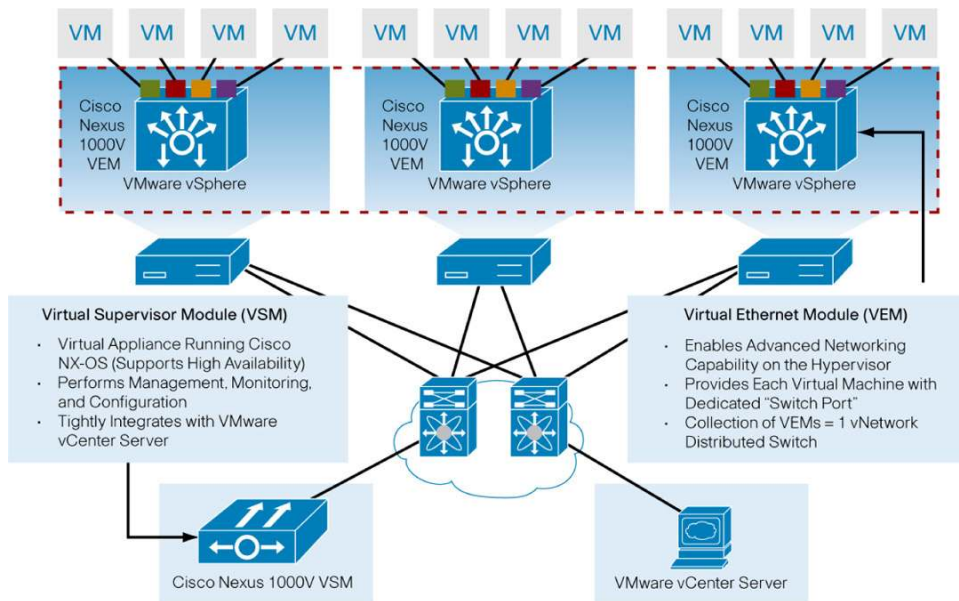 VM VM VM VM VM VM VM VM VM VM VM VM
Cisco
Nexus
1000V
VEM
VMware vSphere
Cisco
Nexus
1000V
VEM
VMware vSphere
Cisco
Nexus
1000V
VEM
VMware vSphere
Virtual Supervisor Module (VSM)
· Virtual Appliance Running Cisco
NX-OS (Supports High Availability)
· Performs Management, Monitoring,
and Configuration
· Tightly Integrates with VMware
vCenter Server
Virtual Ethernet Module (VEM)
· Enables Advanced Networking
Capability on the Hypervisor
· Provides Each Virtual Machine with
Dedicated “Switch Port”
· Collection of VEMs = 1 vNetwork
Distributed Switch
Cisco Nexus 1000V VSM
VMware vCenter Server